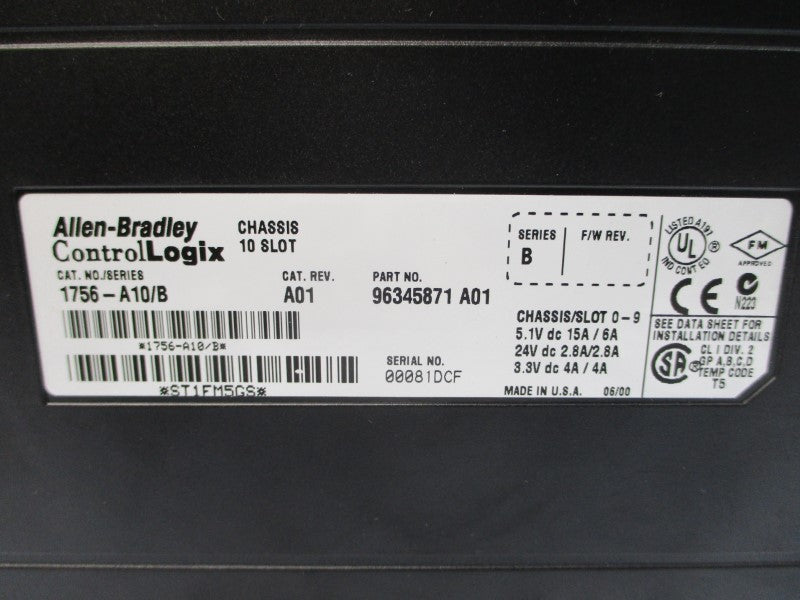 Allen-Bradley
ControlLogix
CHASSIS
10 SLOT
CAT. NO./SERIES
1756-A10/B
CAT. REV.
A01
PART NO.
96345871 A01
*1756-A10/B*
*ST1FM5GS*
SERIAL NO.
00081DCF
SERIES
B
F/W REV.
CHASSIS/SLOT 0-9
5.1V dc 15A / 6A
24V dc 2.8A/2.8A
3.3V dc 4A / 4A
MADE IN U.S.A. 06/00
LISTED A197
UL
®
IND CONT EQ
FM
APPROVED
CE
N223
SEE DATA SHEET FOR
INSTALLATION DETAILS
SA
®
CL I DIV. 2
GP A,B,C,D
TEMP CODE
T5